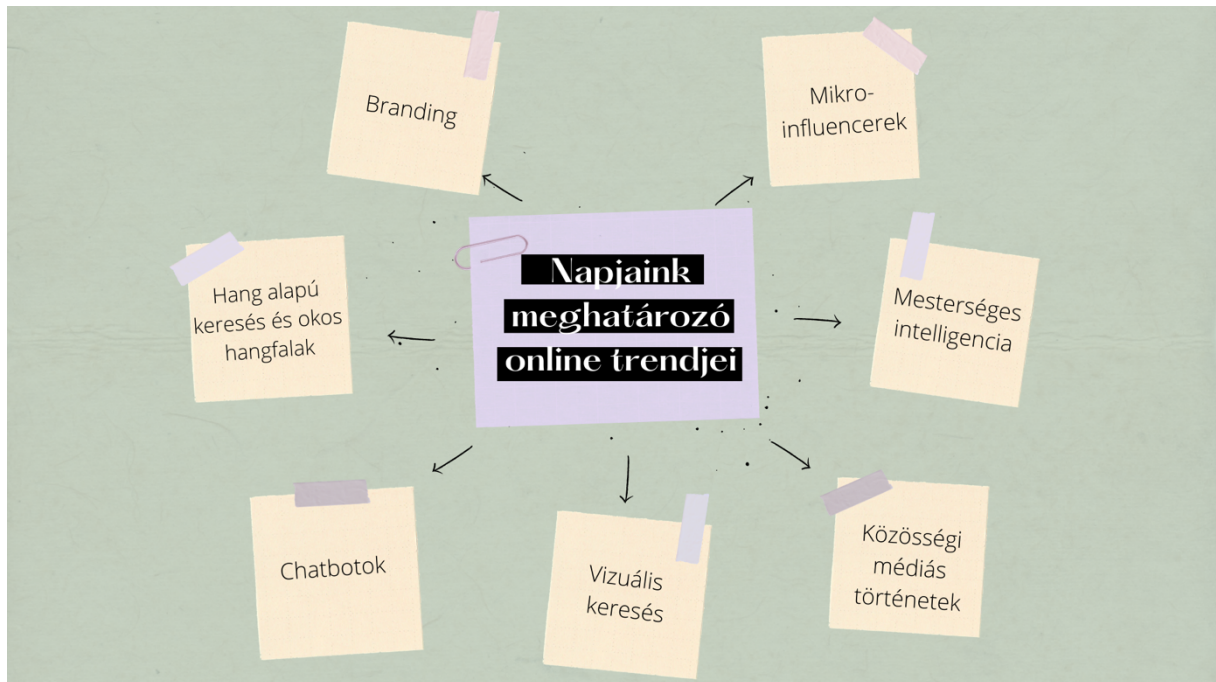 Branding
Mikro-
influencerek
Napjaink
meghatározó
online trendjei
Hang alapú
keresés és okos
hangfalak
Mesterséges
intelligencia
Chatbotok
Vizuális
keresés
Közösségi
médiás
történetek